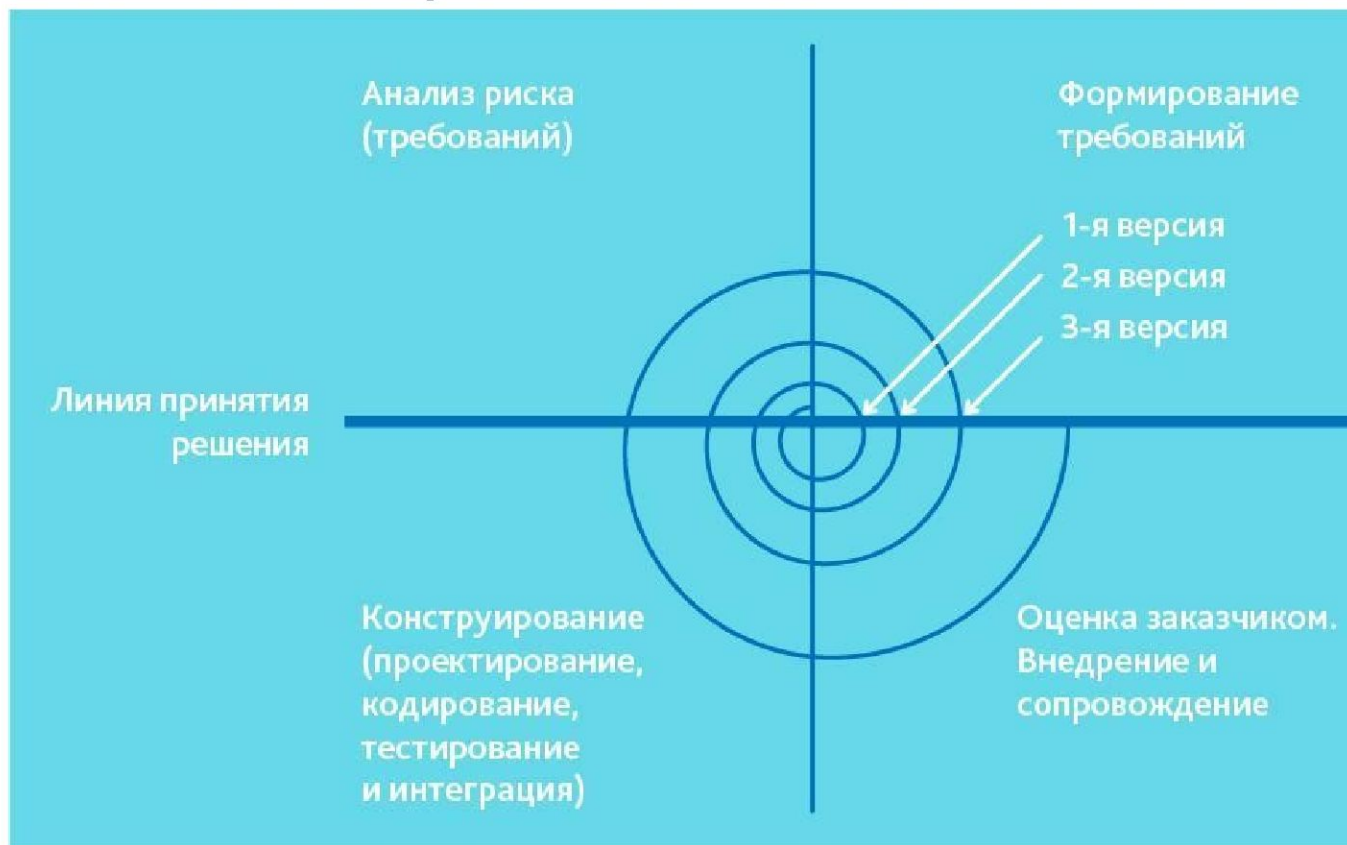 Анализ риска
(требований)
Формирование
требований
1-я версия
2-я версия
3-я версия
Линия принятия
решения
Конструирование
(проектирование,
кодирование,
тестирование
и интеграция)
Оценка заказчиком.
Внедрение и
сопровождение